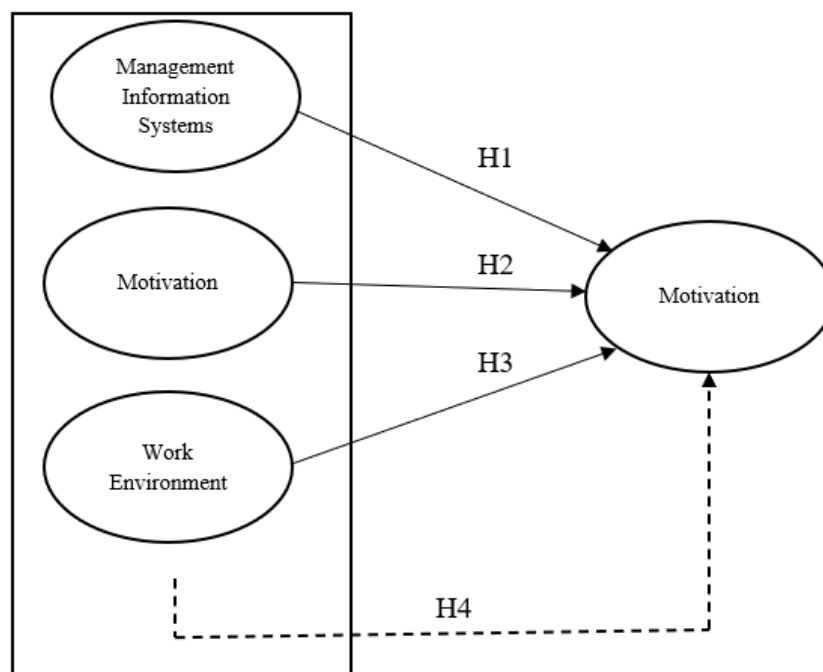 Management
Information
Systems
H1
Motivation
H2
Motivation
H3
Work
Environment
H4